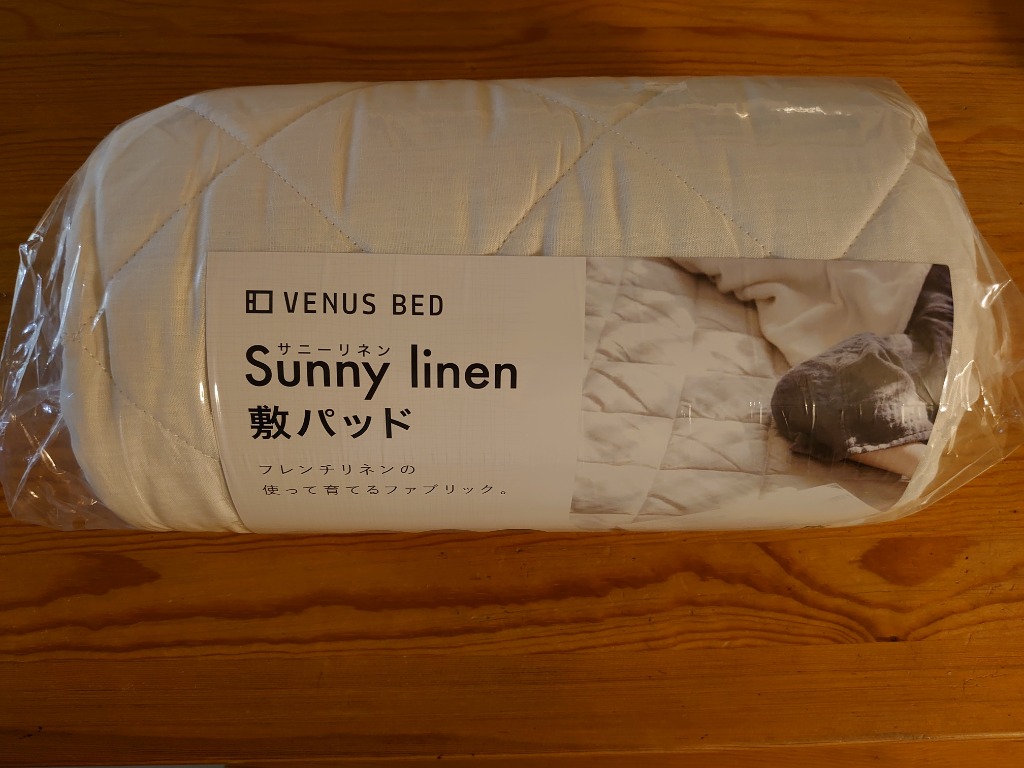 VENUS BED
サニーリネン
Sunny linen
敷パッド
フレンチリネンの
使って育てるファブリック。